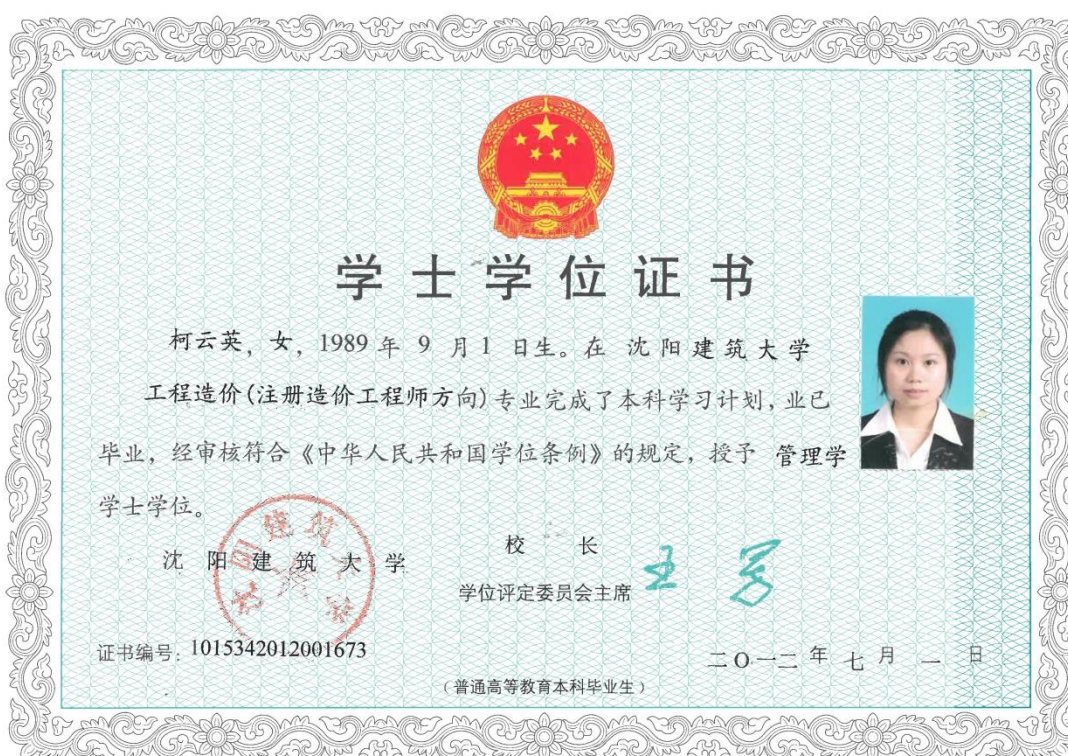 学士学位证书
柯云英，女，1989 年 9 月 1 日生。在 沈阳建筑大学
工程造价(注册造价工程师方向)专业完成了本科学习计划，业已
毕业，经审核符合《中华人民共和国学位条例》的规定，授予 管理学
学士学位。
沈阳建筑大学
校 长
学位评定委员会主席
证书编号：1015342012001673
二〇一二 年 七 月 一 日
（普通高等教育本科毕业生）